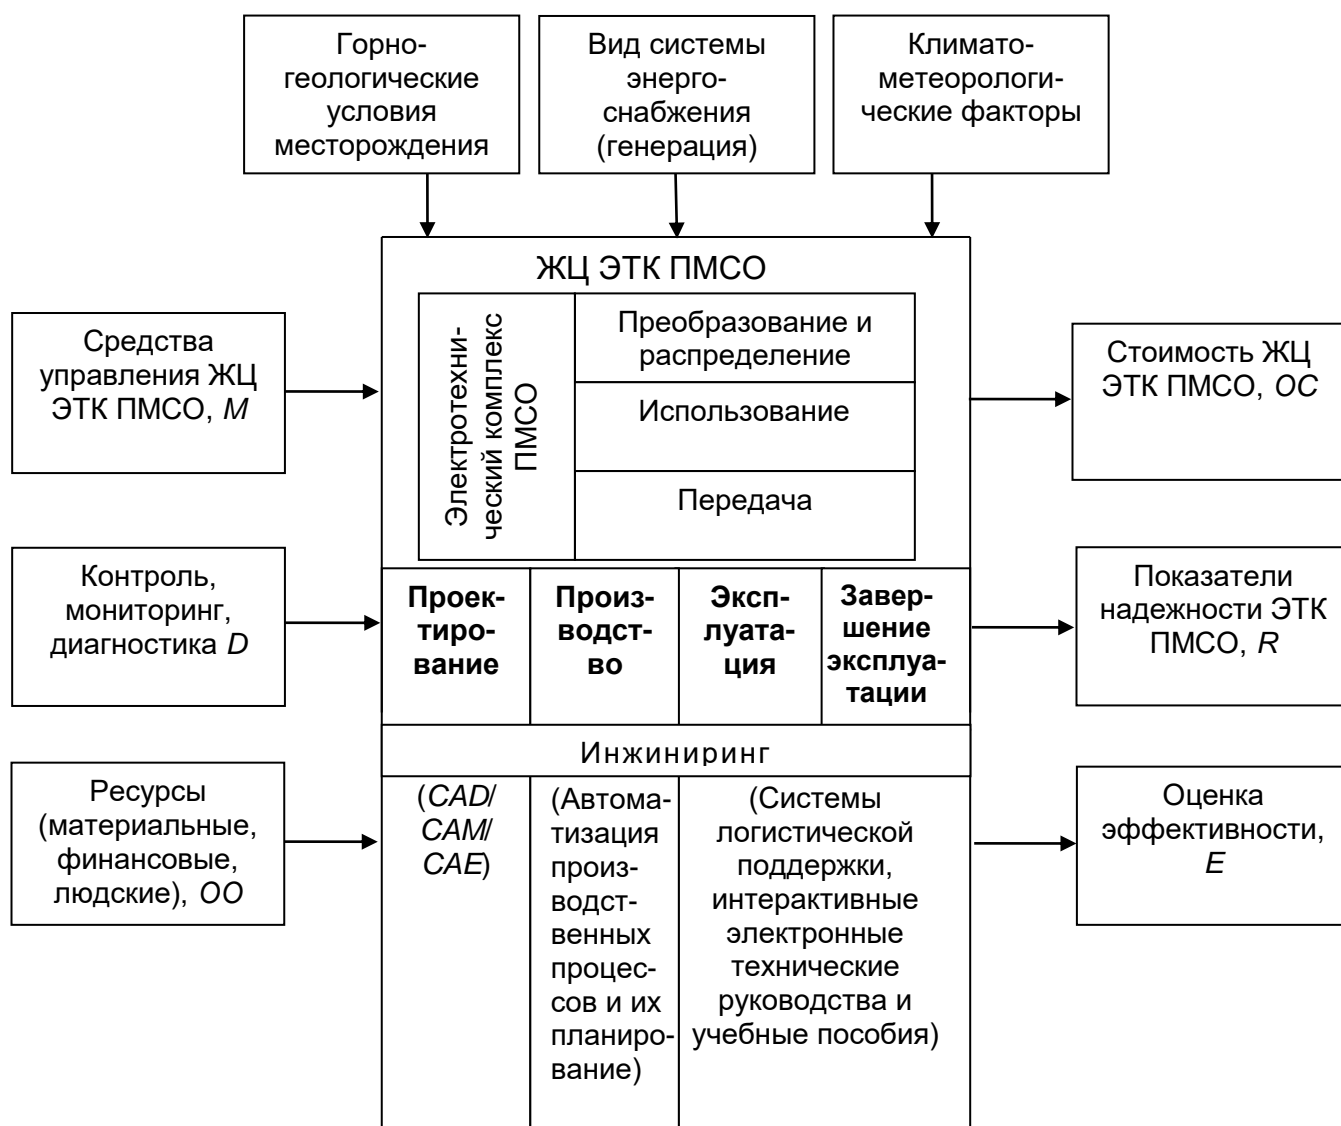 Горно-
геологические
условия
месторождения
Вид системы
энерго-
снабжения
(генерация)
Климато-
метеорологи-
ческие факторы
ЖЦ ЭТК ПМСО
Электротехни-
ческий комплекс
ПМСО
Преобразование и
распределение
Использование
Передача
Средства
управления ЖЦ
ЭТК ПМСО, M
Контроль,
мониторинг,
диагностика D
Ресурсы
(материальные,
финансовые,
людские), OO
Проек-
тиро-
вание
Произ-
водст-
во
Эксп-
луата-
ция
Завер-
шение
эксплуа-
тации
Инжиниринг
(CAD/
CAM/
CAE)
(Автома-
тизация
произ-
водст-
венных
процес-
сов и их
планиро-
вание)
(Системы
логистической
поддержки,
интерактивные
электронные
технические
руководства и
учебные пособия)
Стоимость ЖЦ
ЭТК ПМСО, OC
Показатели
надежности ЭТК
ПМСО, R
Оценка
эффективности,
E